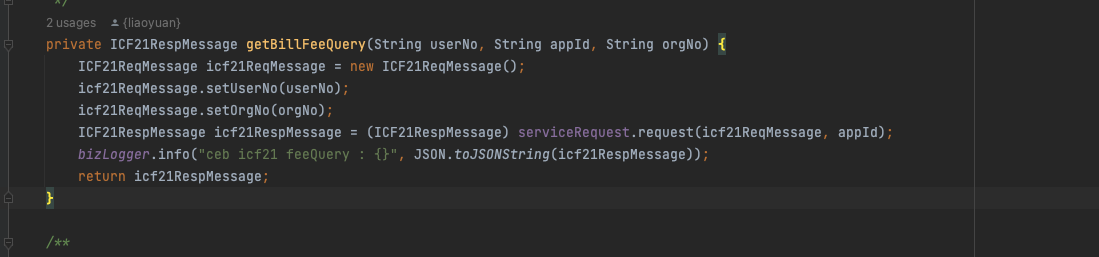 */
2 usages {liaoyuan}
private ICF21RespMessage getBillFeeQuery(String userNo, String appId, String orgNo) {
ICF21ReqMessage icf21ReqMessage = new ICF21ReqMessage();
icf21ReqMessage.setUserNo(userNo);
icf21ReqMessage.setOrgNo(orgNo);
ICF21RespMessage icf21RespMessage = (ICF21RespMessage) serviceRequest.request(icf21ReqMessage, appId);
bizLogger.info("ceb icf21 feeQuery : {}", JSON.toJSONString(icf21RespMessage));
return icf21RespMessage;
}
/**